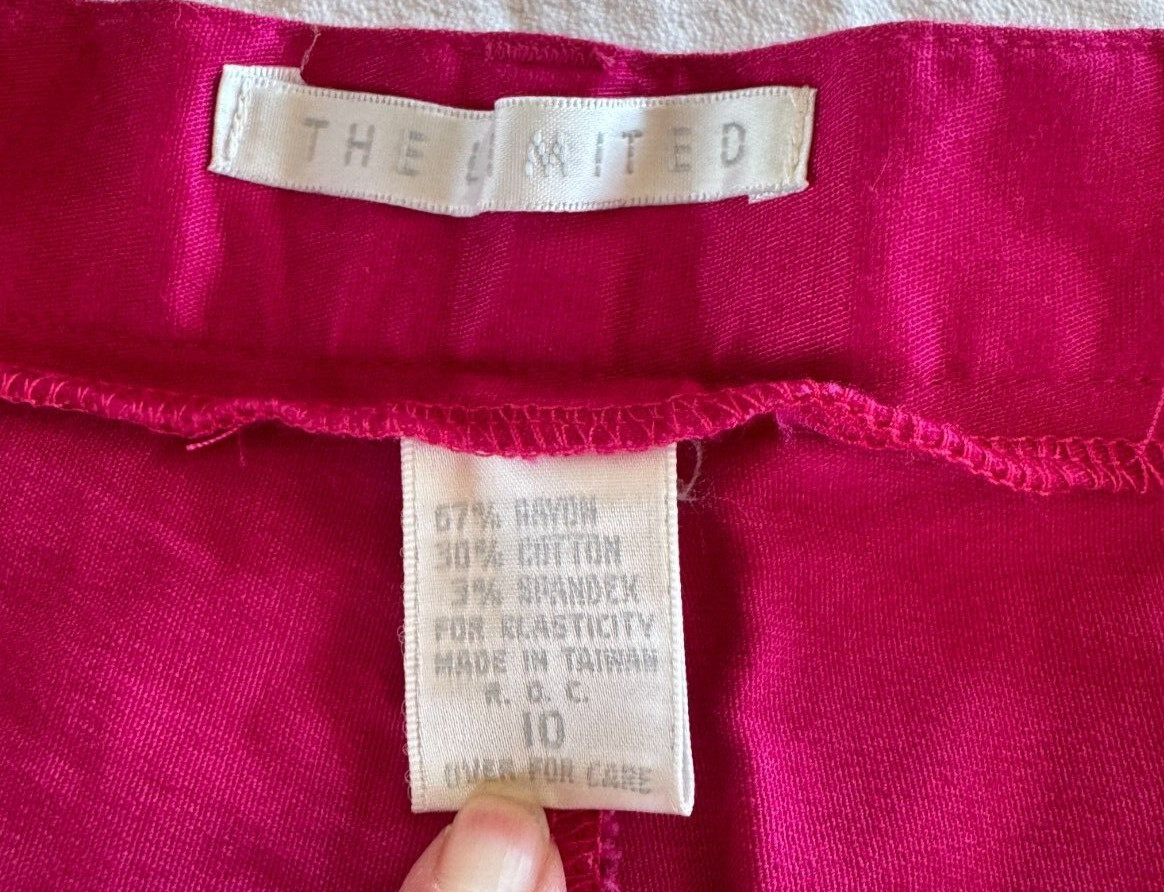 THE LIMITED
67% RAYON
30% COTTON
3% SPANDEX
FOR ELASTICITY
MADE IN TAIWAN
R. O. C.
10
OVER FOR CARE